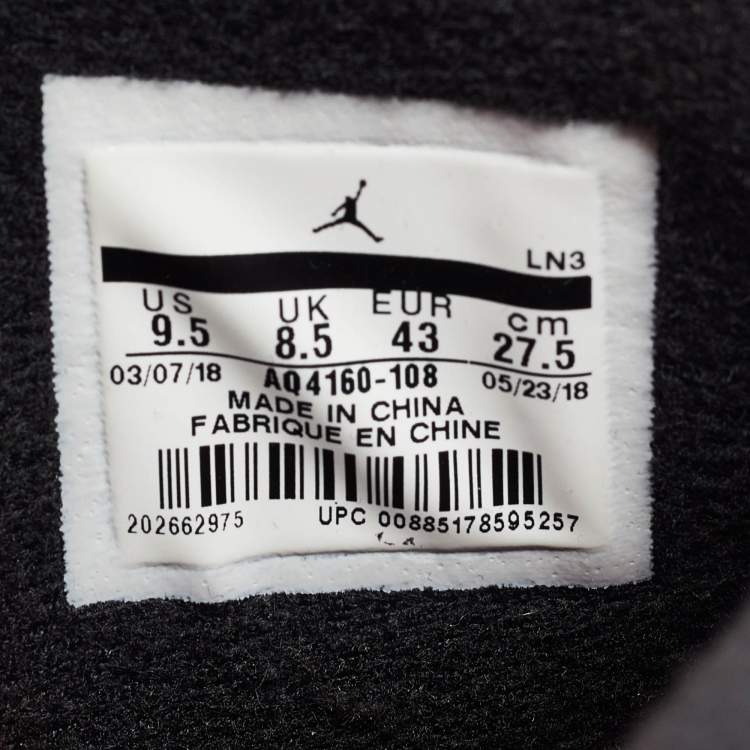 LN3
US UK EUR cm
9.5 8.5 43 27.5
03/07/18 AQ4160-108 05/23/18
MADE IN CHINA
FABRIQUE EN CHINE
202662975 UPC 00885178595257